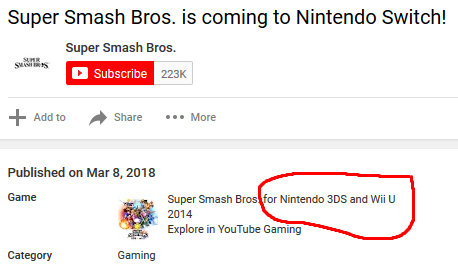 Super Smash Bros. is coming to Nintendo Switch!
SUPER
SMASH BROS.
Super Smash Bros.
Subscribe 223K
Add to Share More
Published on Mar 8, 2018
Game
Super Smash Bros. for Nintendo 3DS and Wii U
2014
Explore in YouTube Gaming
Category Gaming